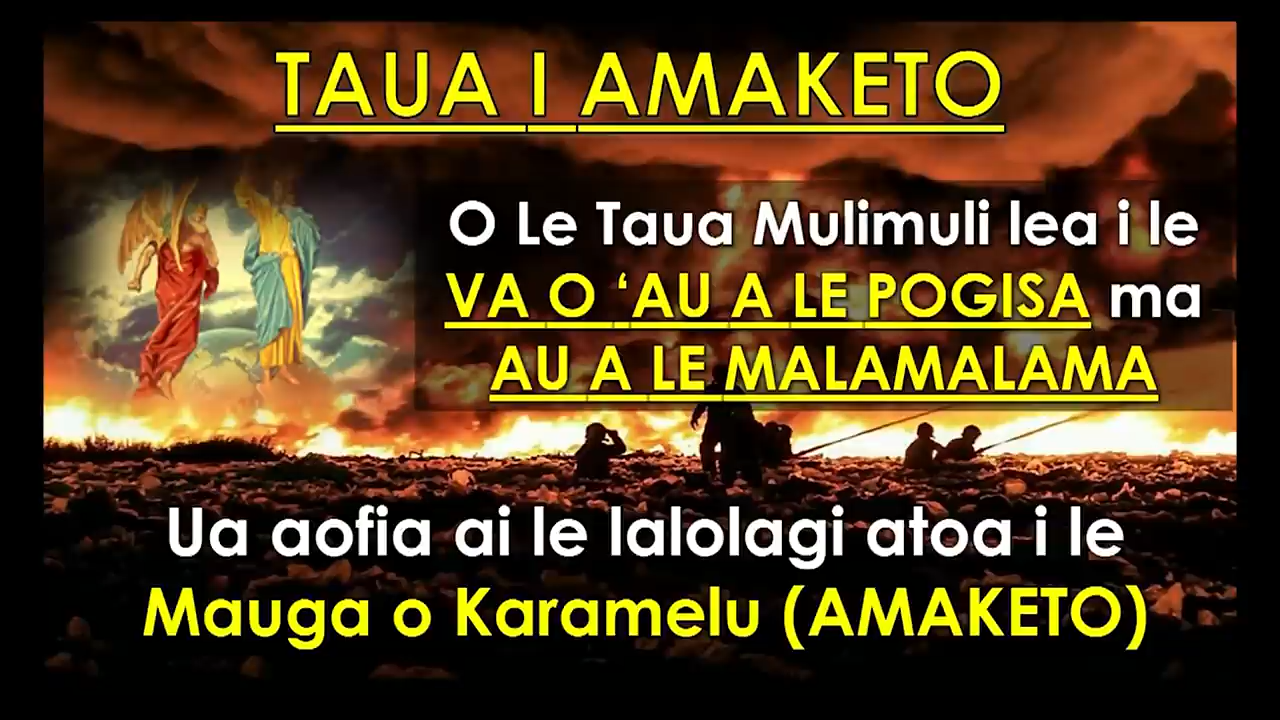 TAUA I AMAKETO
O Le Taua Mulimuli lea i le
VA O ‘AU A LE POGISA ma
AU A LE MALAMALAMA
Ua aofia ai le lalolagi atoa i le
Mauga o Karamelu (AMAKETO)